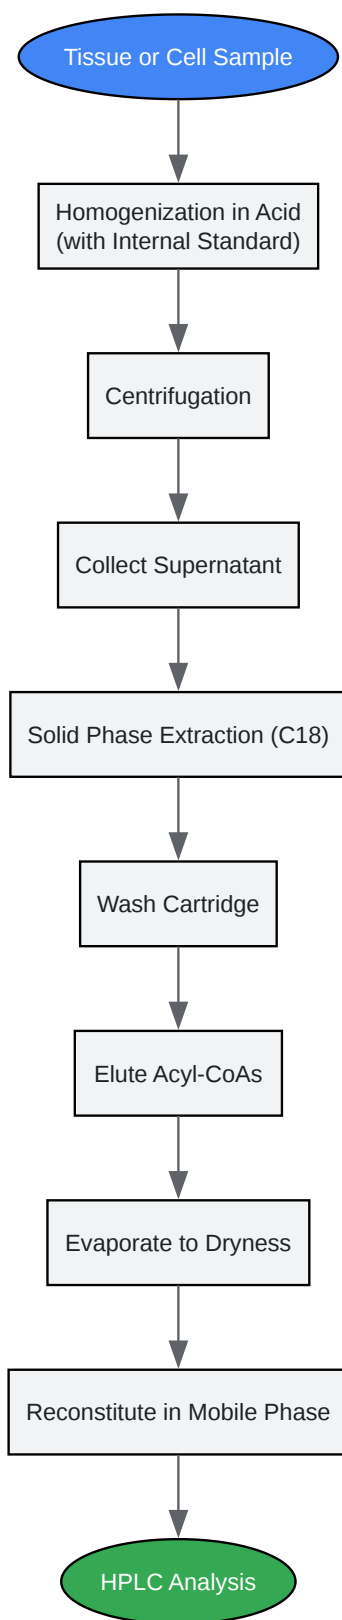 Tissue or Cell Sample
Homogenization in Acid
(with Internal Standard)
Centrifugation
Collect Supernatant
Solid Phase Extraction (C18)
Wash Cartridge
Elute Acyl-CoAs
Evaporate to Dryness
Reconstitute in Mobile Phase
HPLC Analysis